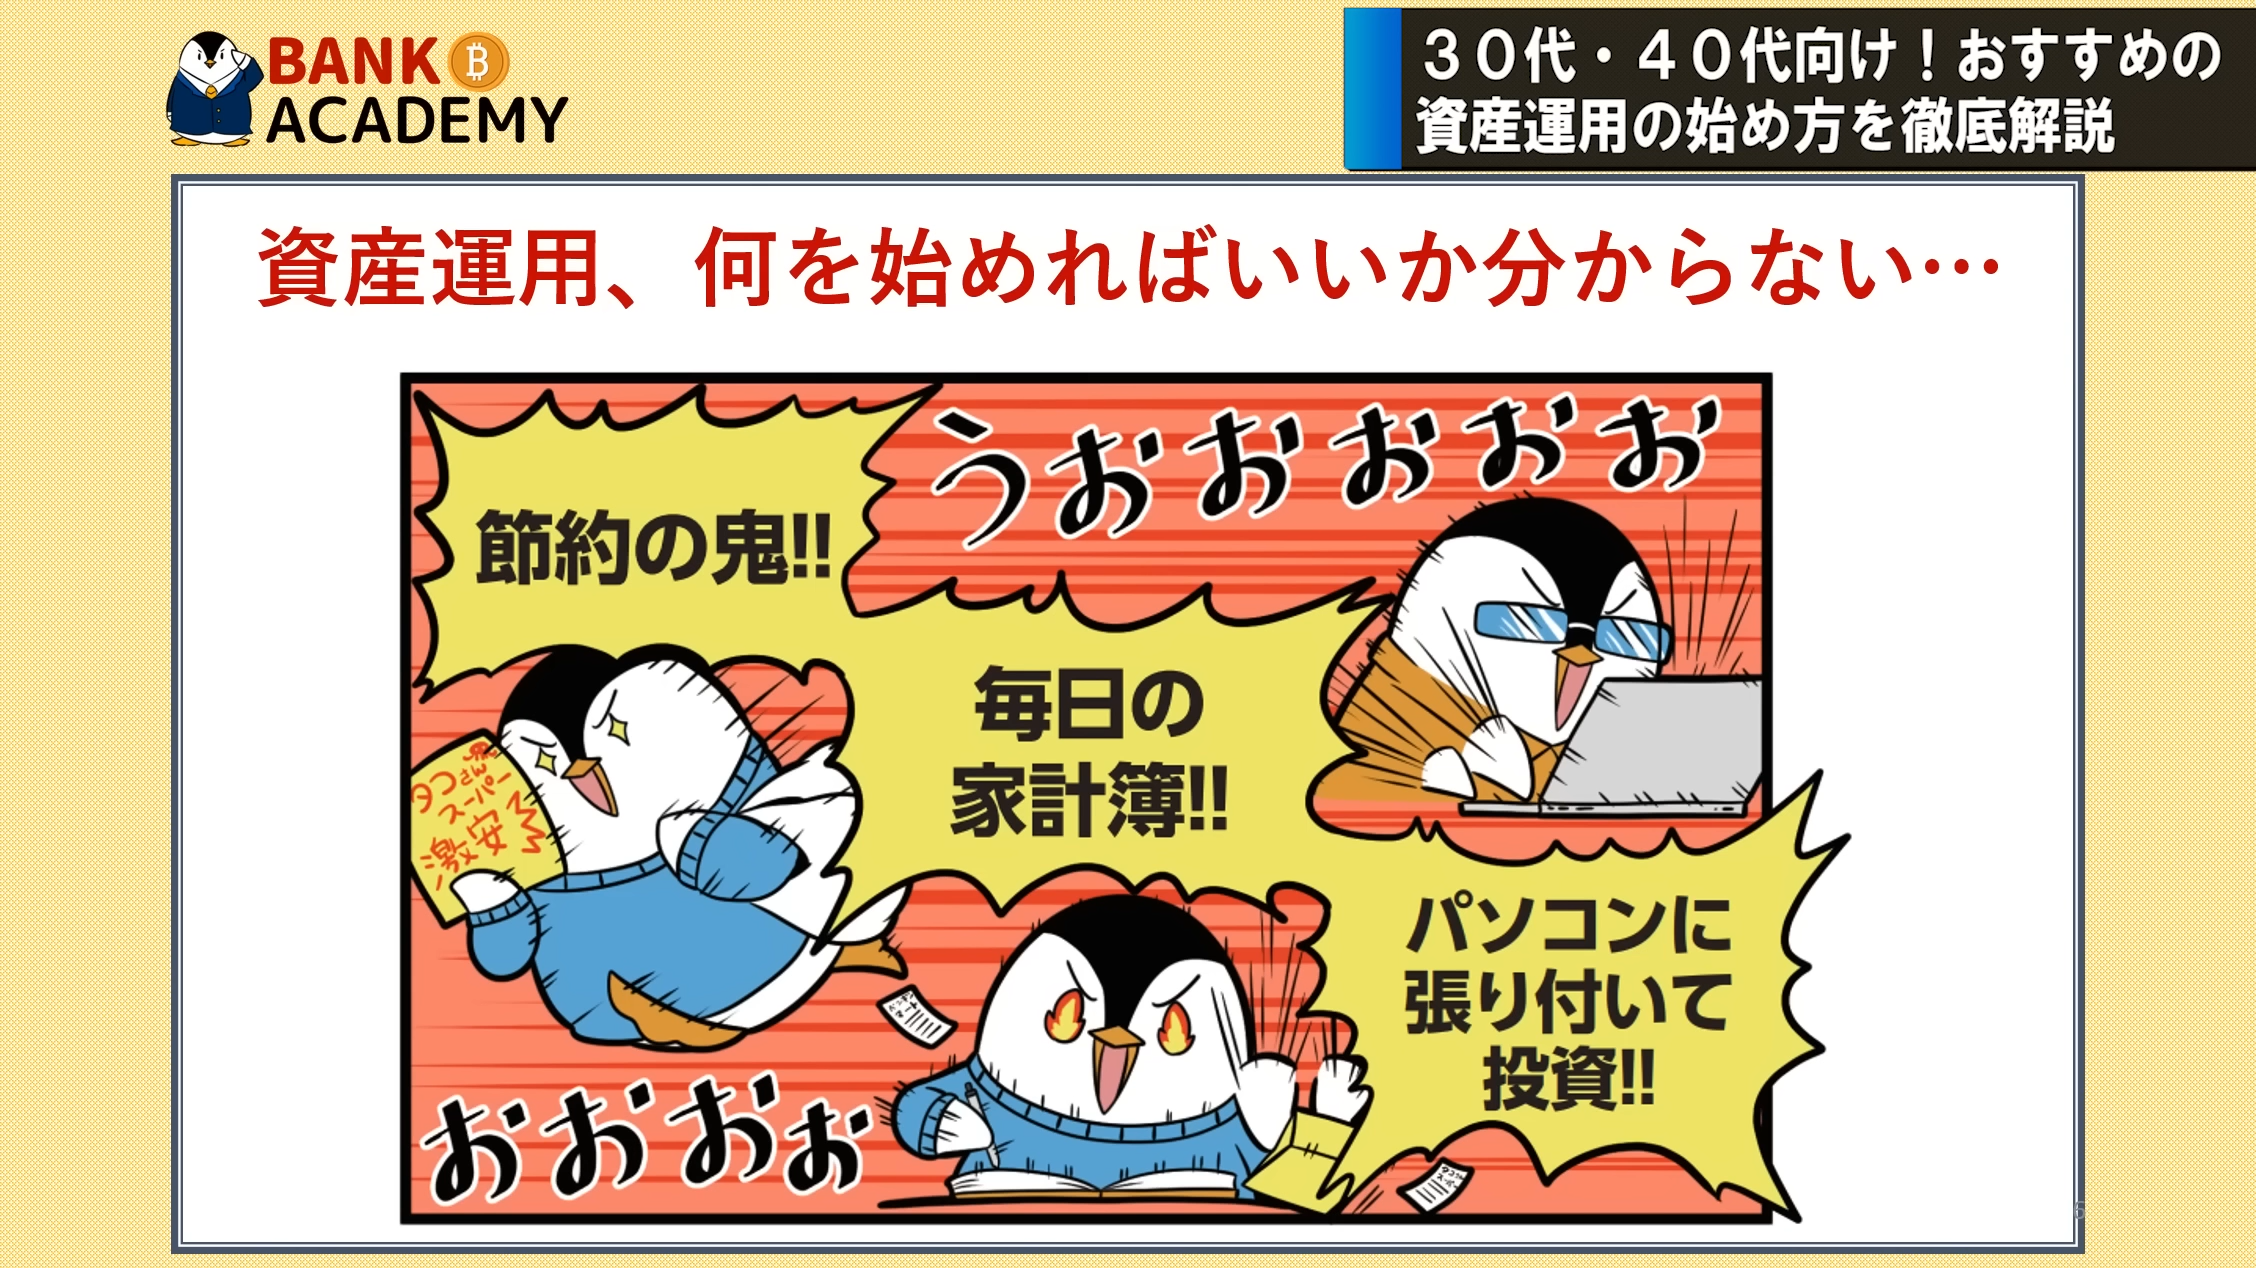 BANK
ACADEMY
30代・40代向け！おすすめの
資産運用の始め方を徹底解説
資産運用、何を始めればいいか分からない…
うおおおおお
節約の鬼!!
毎日の
家計簿!!
タコさん
スーパー
激安
パソコンに
張り付いて
投資!!
おおおお
5